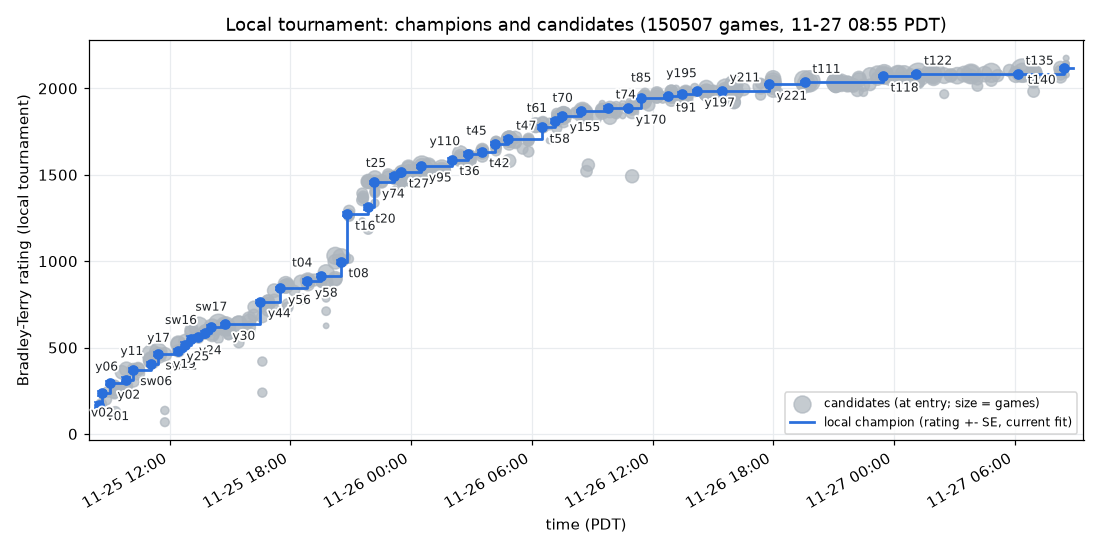 Local tournament: champions and candidates (150507 games, 11-27 08:55 PDT)
Bradley-Terry rating (local tournament)
2000
1500
1000
500
0
t135
t122
t140
t111
t118
y211
y221
y195
t85
y197
t91
t74
y170
t70
t61
y155
t58
t47
t45
y110
t42
t36
t25
y95
t27
y74
t20
t16
t08
t04
y58
y56
y44
sw17
sw16
y30
y17
y24
y25
y11
y06
sw06
y02
v02
candidates (at entry; size = games)
local champion (rating +- SE, current fit)
11-25 12:00
11-25 18:00
11-26 00:00
11-26 06:00
11-26 12:00
11-26 18:00
11-27 00:00
11-27 06:00
time (PDT)